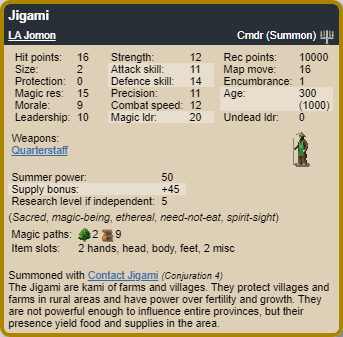 Jigami
LA Jomon Cmdr (Summon)
Hit points: 16 Strength: 12 Rec points: 10000
Size: 2 Attack skill: 11 Map move: 16
Protection: 0 Defence skill: 14 Encumbrance: 1
Magic res: 15 Precision: 11 Age: 300
Morale: 9 Combat speed: 12 (1000)
Leadership: 10 Magic ldr: 20 Undead ldr: 0
Weapons:
Quarterstaff
Summer power: 50
Supply bonus: +45
Research level if independent: 5
(Sacred, magic-being, ethereal, need-not-eat, spirit-sight)
Magic paths: 2 9
Item slots: 2 hands, head, body, feet, 2 misc
Summoned with Contact Jigami (Conjuration 4)
The Jigami are kami of farms and villages. They protect villages and
farms in rural areas and have power over fertility and growth. They
are not powerful enough to influence entire provinces, but their
presence yield food and supplies in the area.